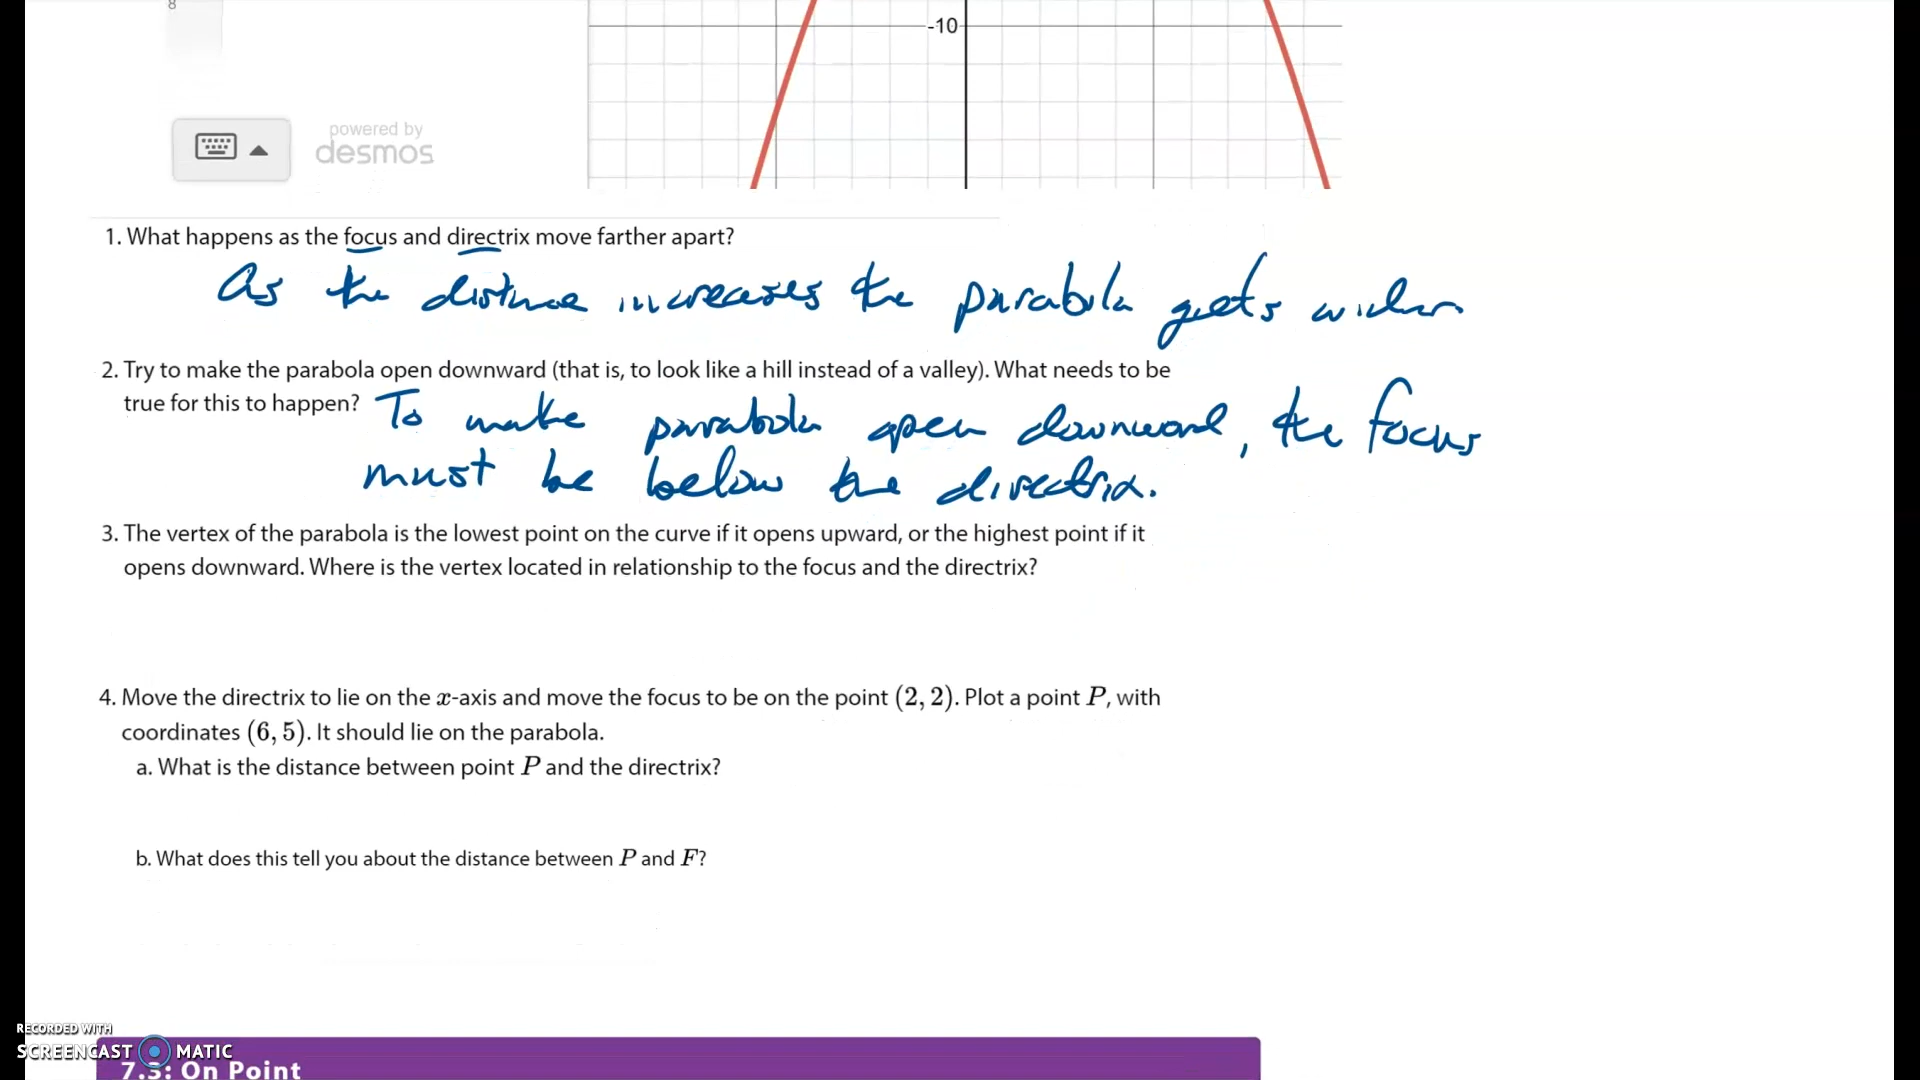 8
-10
powered by
desmos
1. What happens as the focus and directrix move farther apart?
As the distance increases the parabola gets wider
2. Try to make the parabola open downward (that is, to look like a hill instead of a valley). What needs to be
true for this to happen? To make parabola open downward, the focus
must be below the directrix.
3. The vertex of the parabola is the lowest point on the curve if it opens upward, or the highest point if it
opens downward. Where is the vertex located in relationship to the focus and the directrix?
4. Move the directrix to lie on the x-axis and move the focus to be on the point (2, 2). Plot a point P, with
coordinates (6, 5). It should lie on the parabola.
a. What is the distance between point P and the directrix?
b. What does this tell you about the distance between P and F?
RECORDED WITH
SCREENCAST MATIC
7.3: On Point